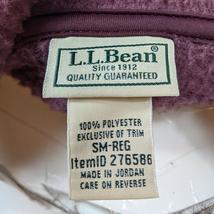 L.L.Bean
Since 1912
QUALITY GUARANTEED
100% POLYESTER
EXCLUSIVE OF TRIM
SM-REG
ItemID 276586
MADE IN JORDAN
CARE ON REVERSE